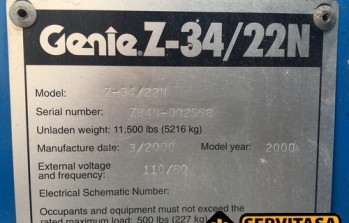 Genie Z-34/22N
Model: Z-34/22N
Serial number:
Unladen weight: 11,500 lbs (5216 kg)
Manufacture date: 3/2000 Model year: 2000
External voltage
and frequency: 110/60
Electrical Schematic Number:
Occupants and equipment must not exceed the
rated maximum load: 500 lbs (227 kg)
SERVITASA